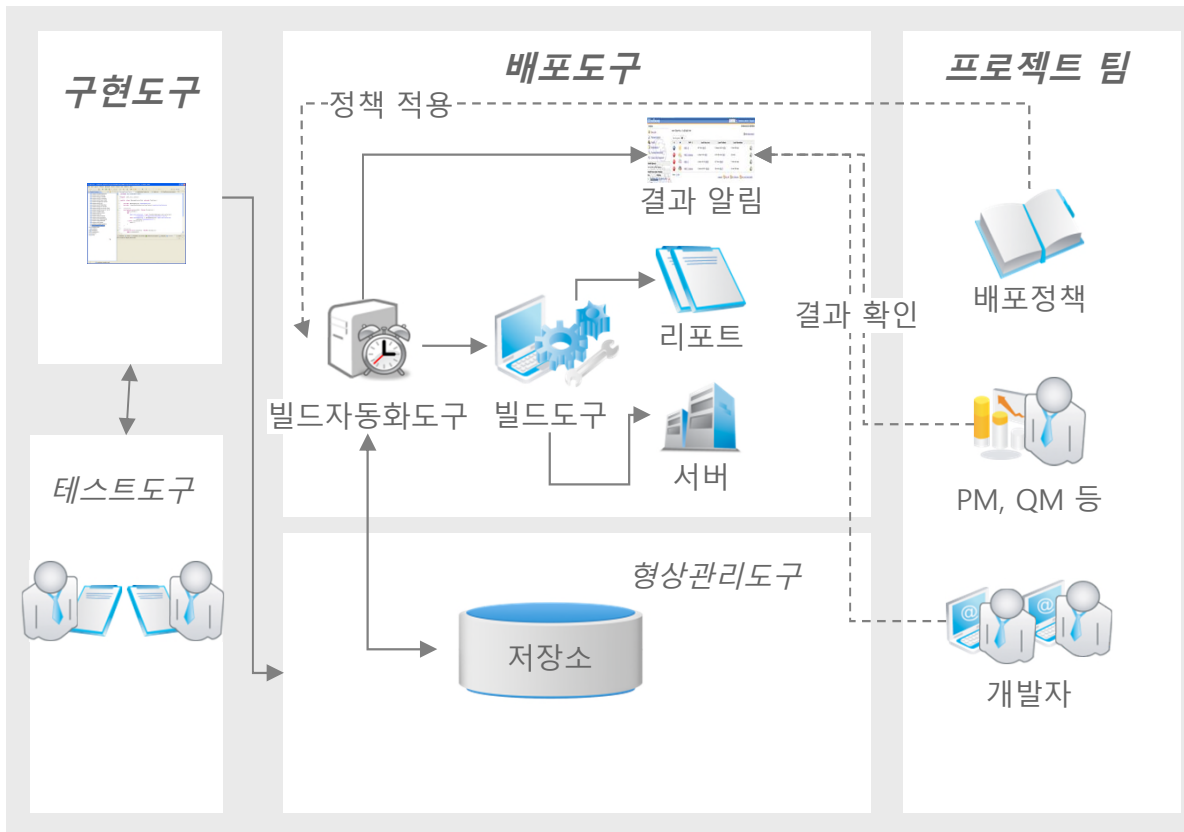 구현도구
테스트도구
배포도구
정책 적용
결과 알림
리포트
빌드자동화도구
빌드도구
서버
형상관리도구
저장소
프로젝트 팀
배포정책
결과 확인
PM, QM 등
@
@
개발자